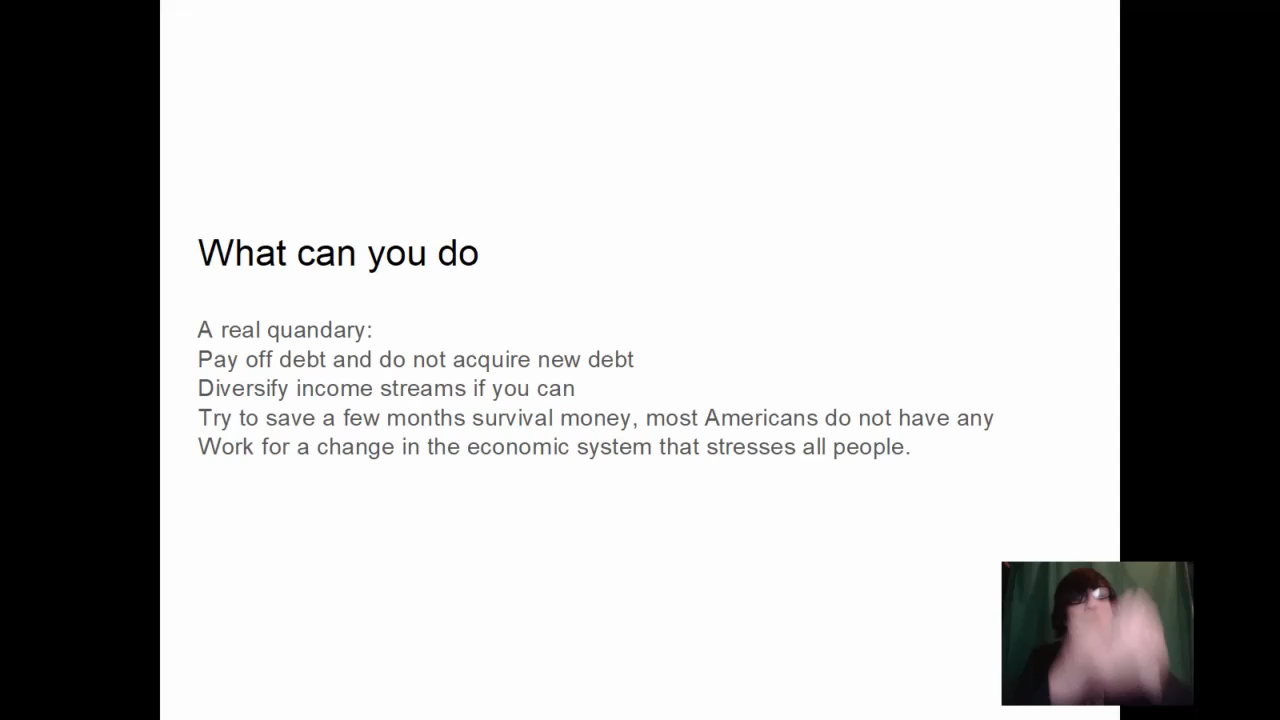 What can you do
A real quandary:
Pay off debt and do not acquire new debt
Diversify income streams if you can
Try to save a few months survival money, most Americans do not have any
Work for a change in the economic system that stresses all people.